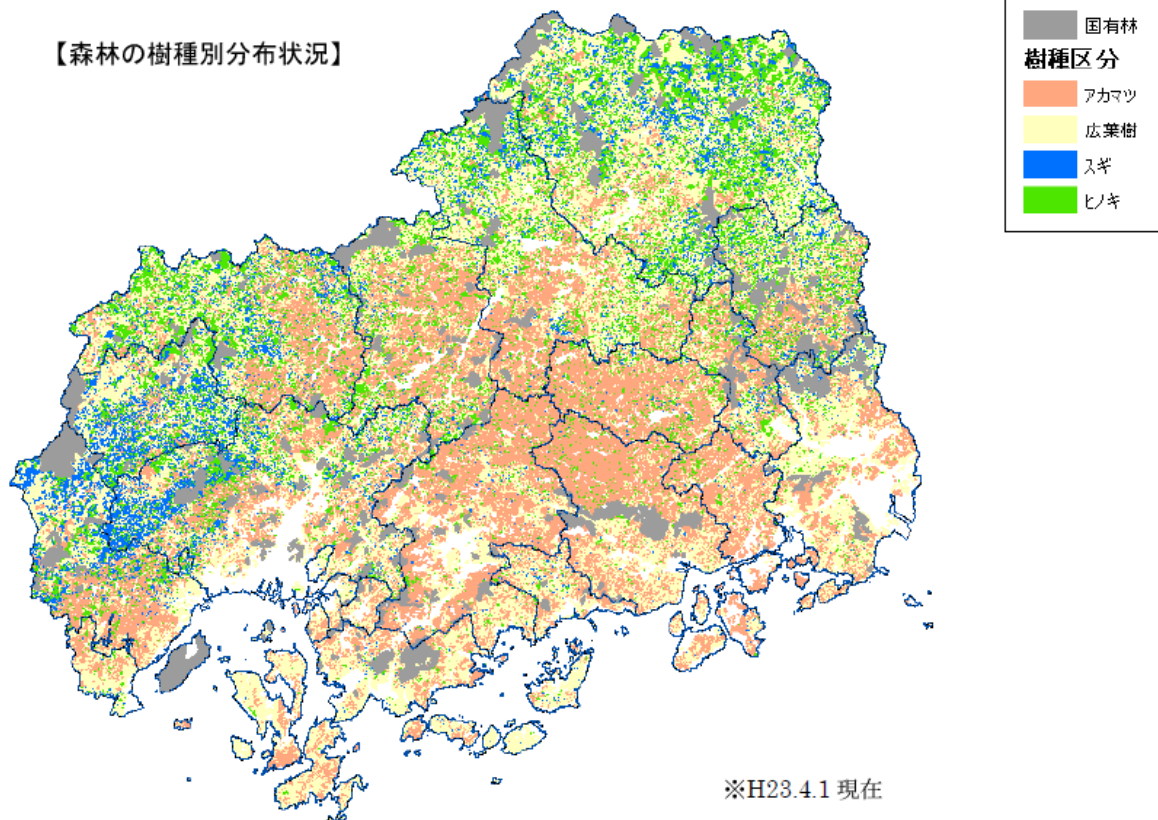 【森林の樹種別分布状況】
国有林
樹種区分
アカマツ
広葉樹
スギ
ヒノキ
※H23.4.1 現在